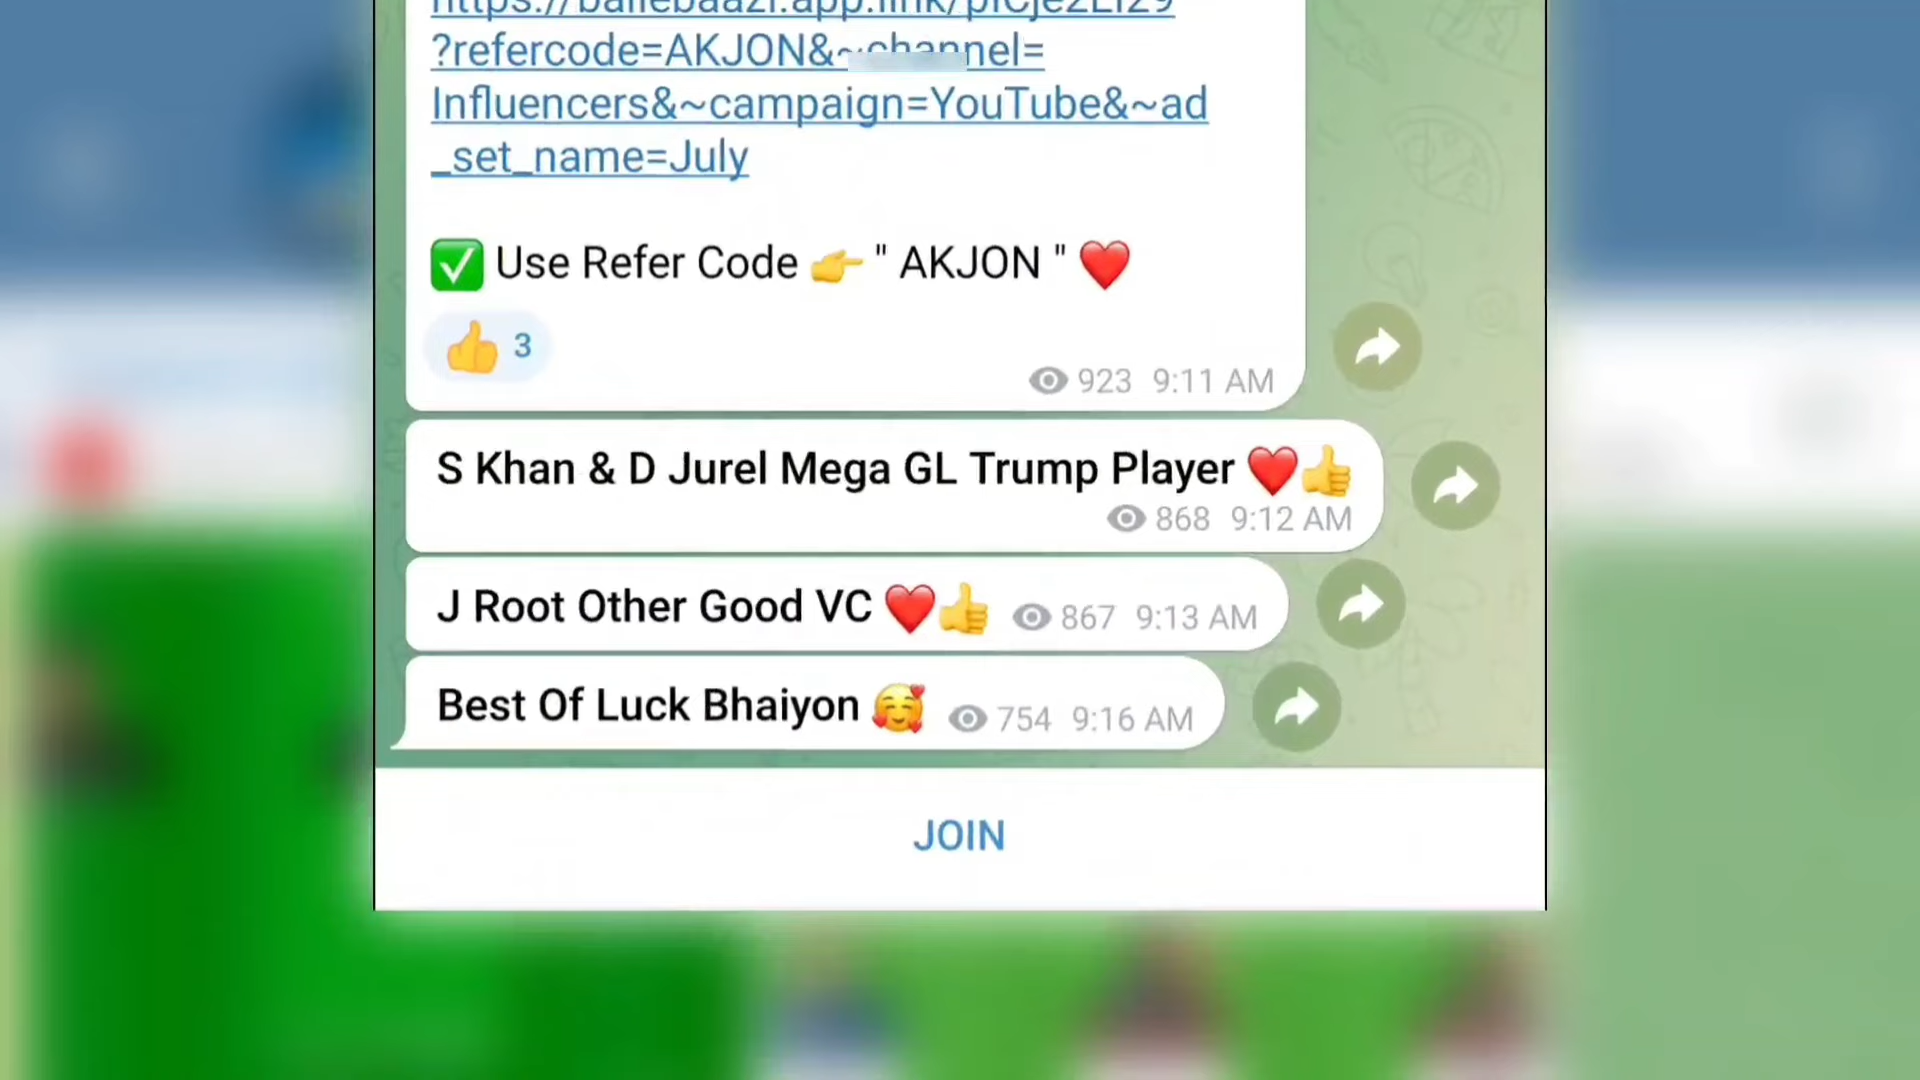 ?refercode=AKJON&~channel=
Influencers&~campaign=YouTube&~ad
_set_name=July
✅ Use Refer Code 👉 " AKJON " ❤️
👍 3
923 9:11 AM
S Khan & D Jurel Mega GL Trump Player ❤️👍
868 9:12 AM
J Root Other Good VC ❤️👍 867 9:13 AM
Best Of Luck Bhaiyon 🥰 754 9:16 AM
JOIN